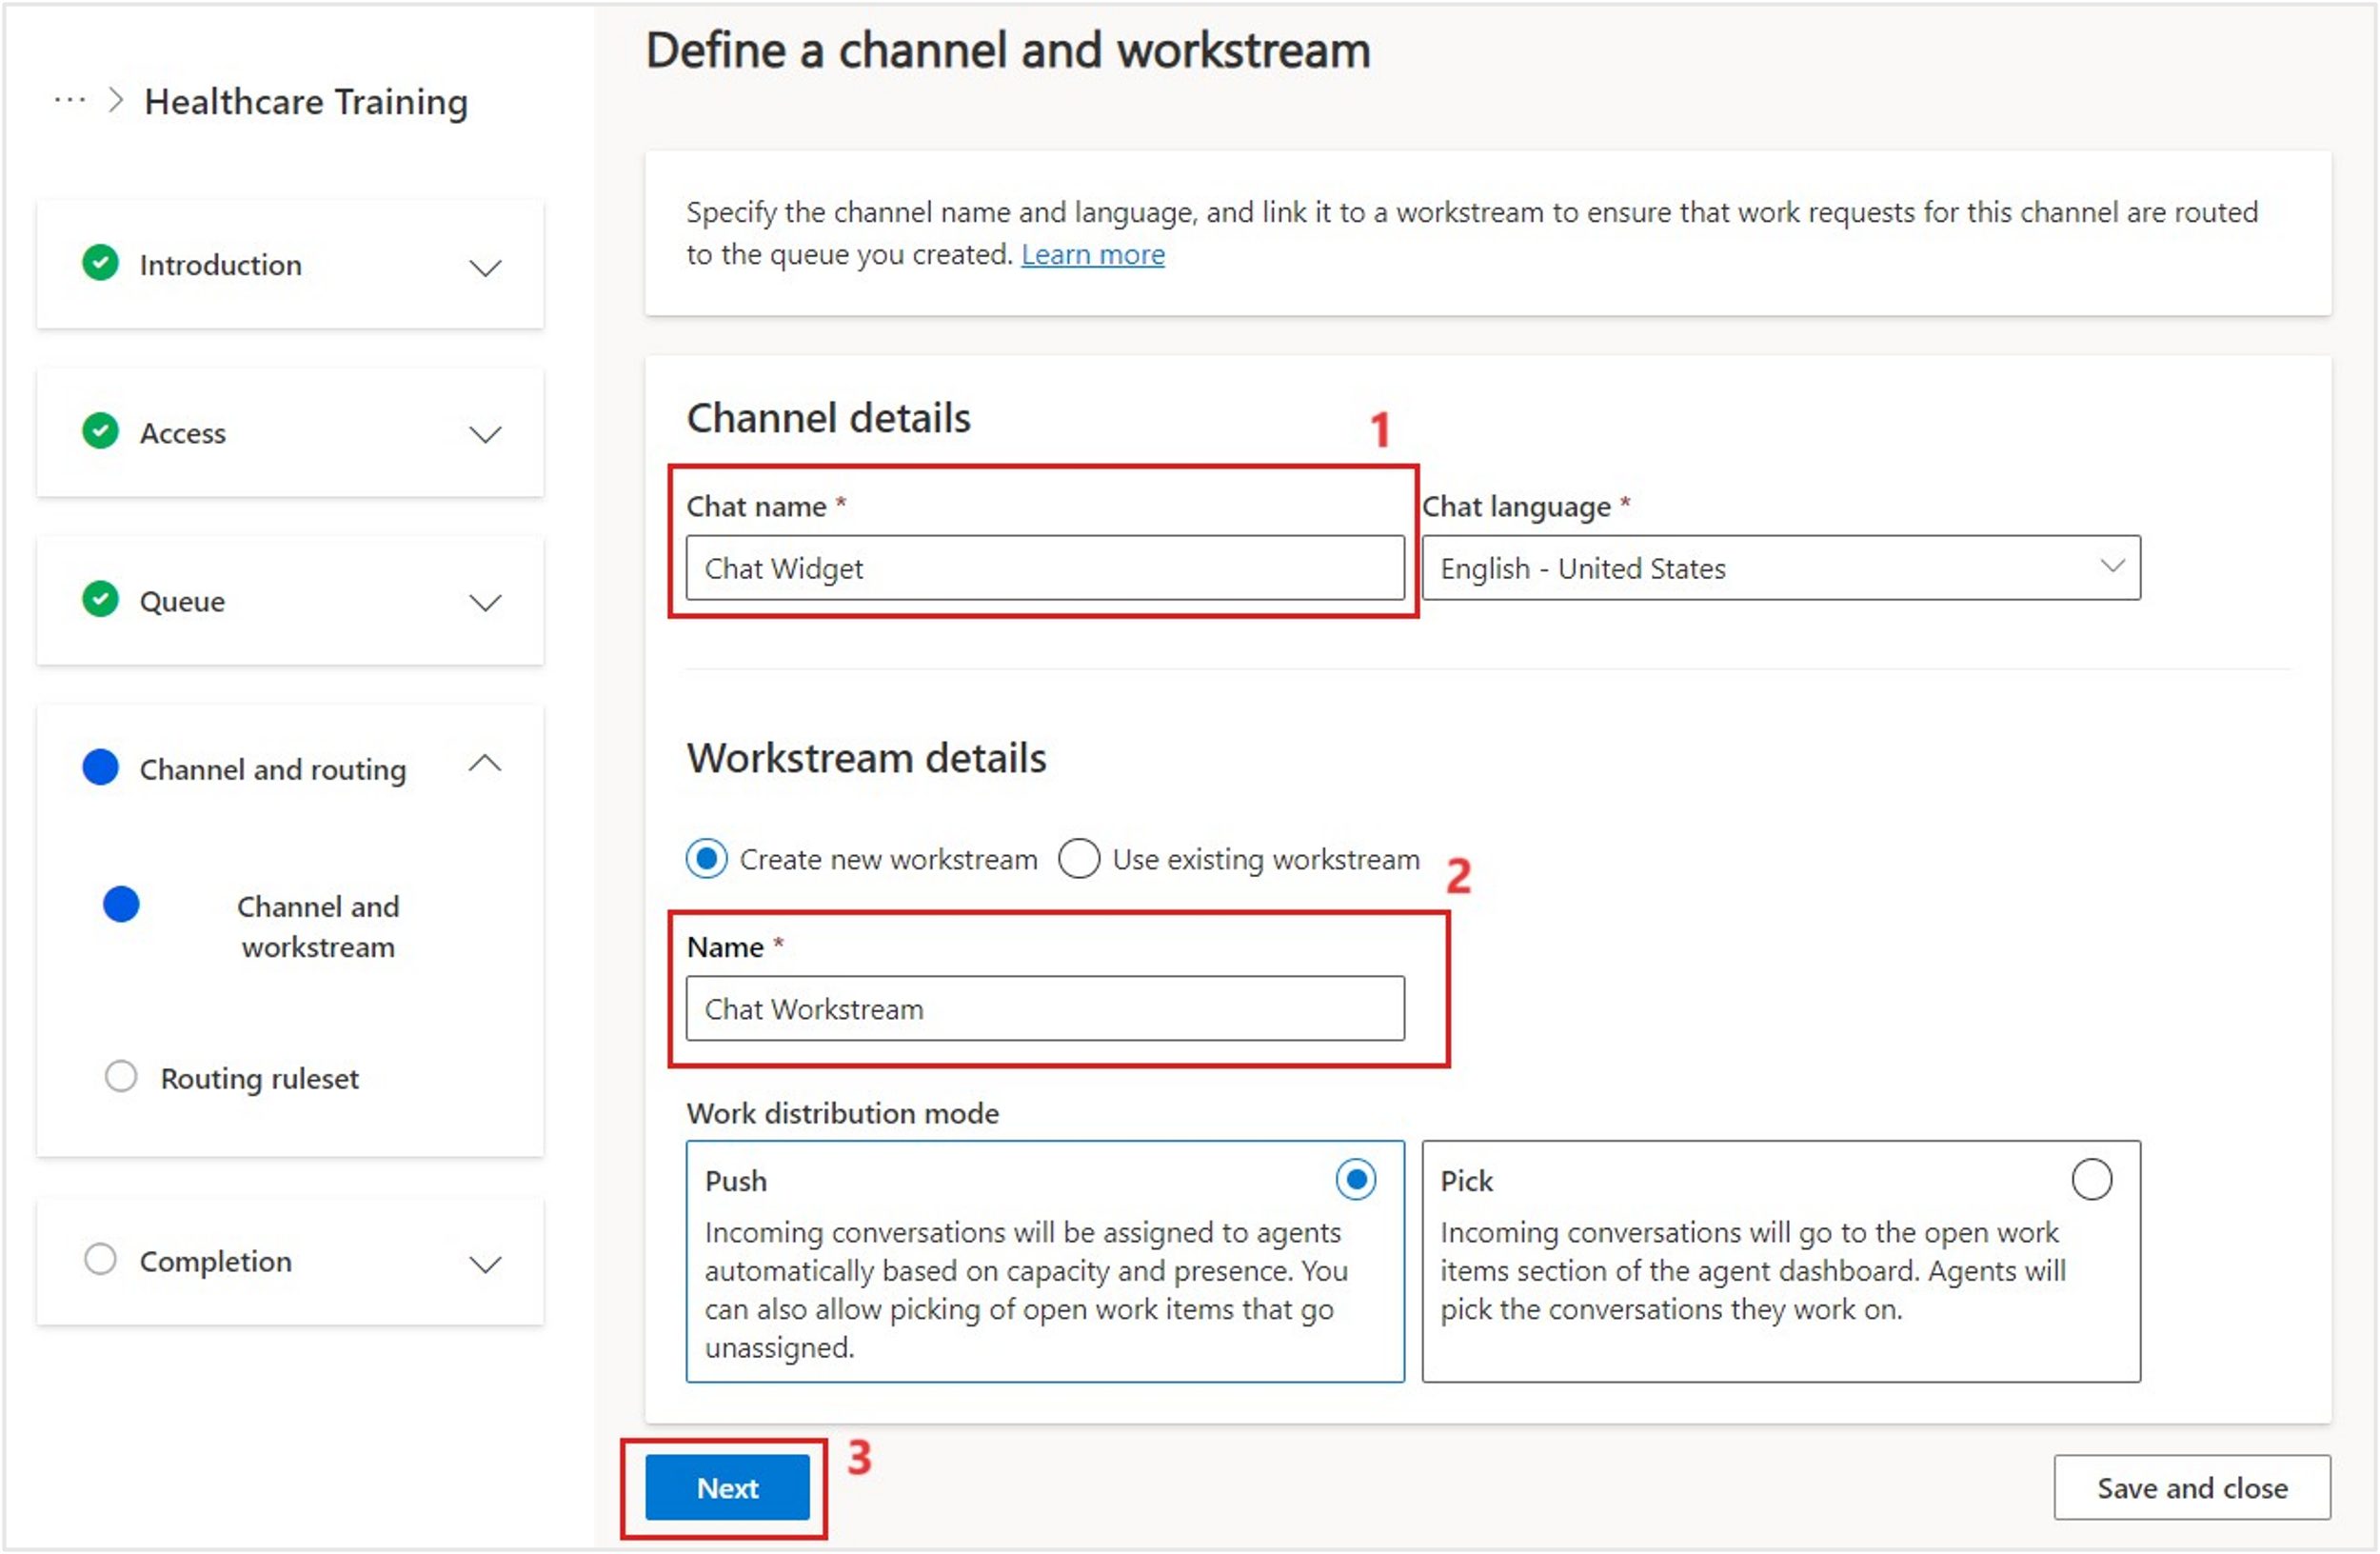 Define a channel and workstream
··· > Healthcare Training
Introduction
Access
Queue
Channel and routing
Channel and
workstream
Routing ruleset
Completion
Specify the channel name and language, and link it to a workstream to ensure that work requests for this channel are routed
to the queue you created. Learn more
Channel details
1
Chat name *
Chat Widget
Chat language *
English - United States
Workstream details
Create new workstream
Use existing workstream
2
Name *
Chat Workstream
Work distribution mode
Push
Incoming conversations will be assigned to agents
automatically based on capacity and presence. You
can also allow picking of open work items that go
unassigned.
Pick
Incoming conversations will go to the open work
items section of the agent dashboard. Agents will
pick the conversations they work on.
Next
3
Save and close